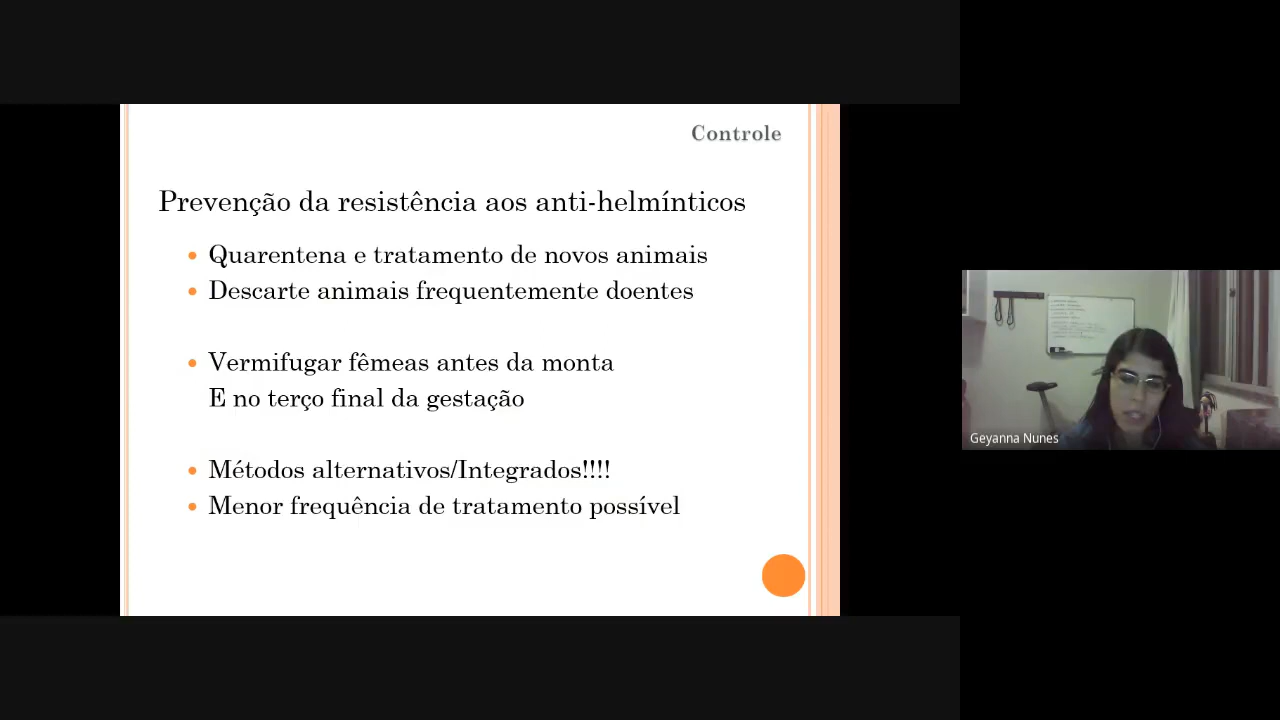 Controle
Prevenção da resistência aos anti-helmínticos
Quarentena e tratamento de novos animais
Descarte animais frequentemente doentes
Vermifugar fêmeas antes da monta
E no terço final da gestação
Métodos alternativos/Integrados!!!!
Menor frequência de tratamento possível
Geyanna Nunes